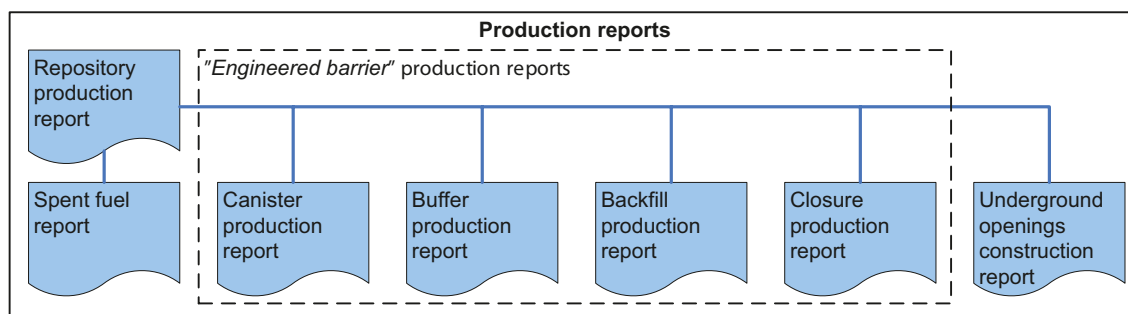 Production reports
Repository
production
report
"Engineered barrier" production reports
Spent fuel
report
Canister
production
report
Buffer
production
report
Backfill
production
report
Closure
production
report
Underground
openings
construction
report